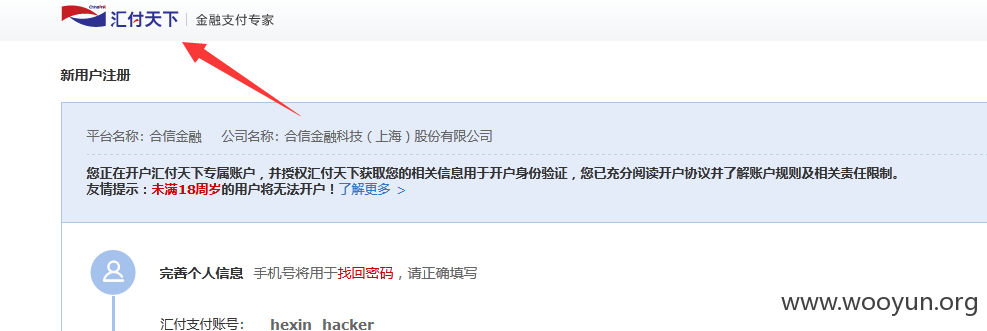 ChinaPnR 汇付天下 | 金融支付专家
新用户注册
平台名称：合信金融 公司名称：合信金融科技（上海）股份有限公司
您正在开户汇付天下专属账户，并授权汇付天下获取您的相关信息用于开户身份验证，您已充分阅读开户协议并了解账户规则及相关责任限制。
友情提示：未满18周岁的用户将无法开户！了解更多 >
完善个人信息 手机号将用于找回密码，请正确填写
汇付支付账号： hexin_hacker
www.wooyun.org